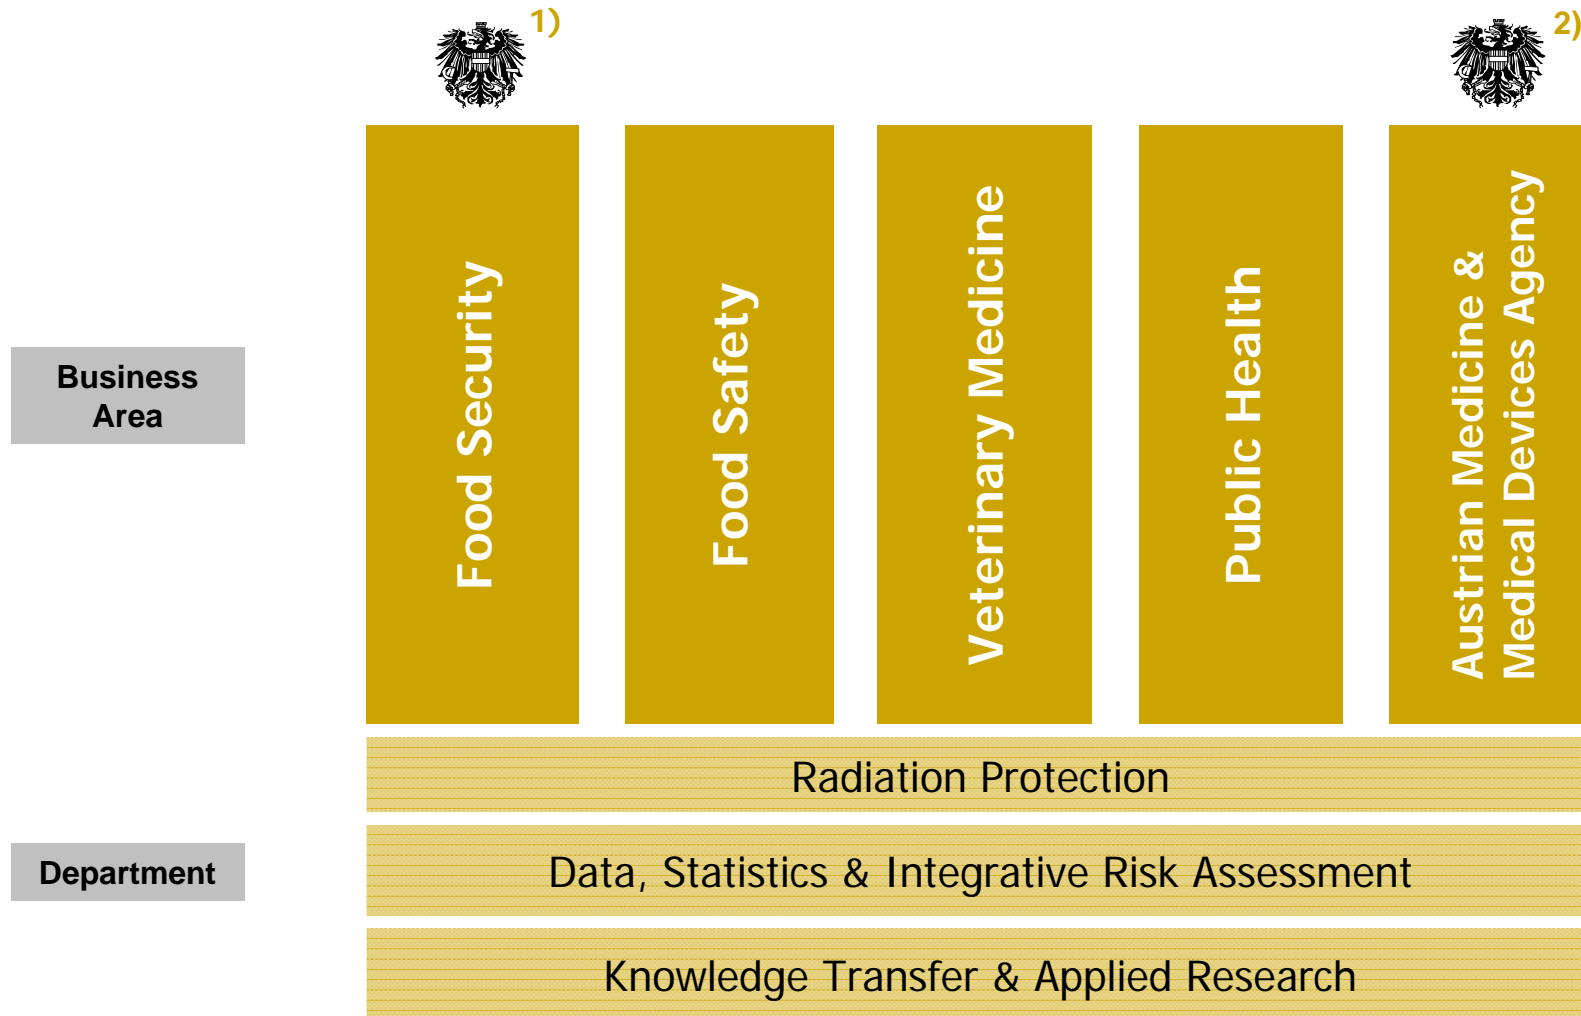 1)
2)
Business
Area
Food Security
Food Safety
Veterinary Medicine
Public Health
Austrian Medicine &
Medical Devices Agency
Radiation Protection
Department
Data, Statistics & Integrative Risk Assessment
Knowledge Transfer & Applied Research